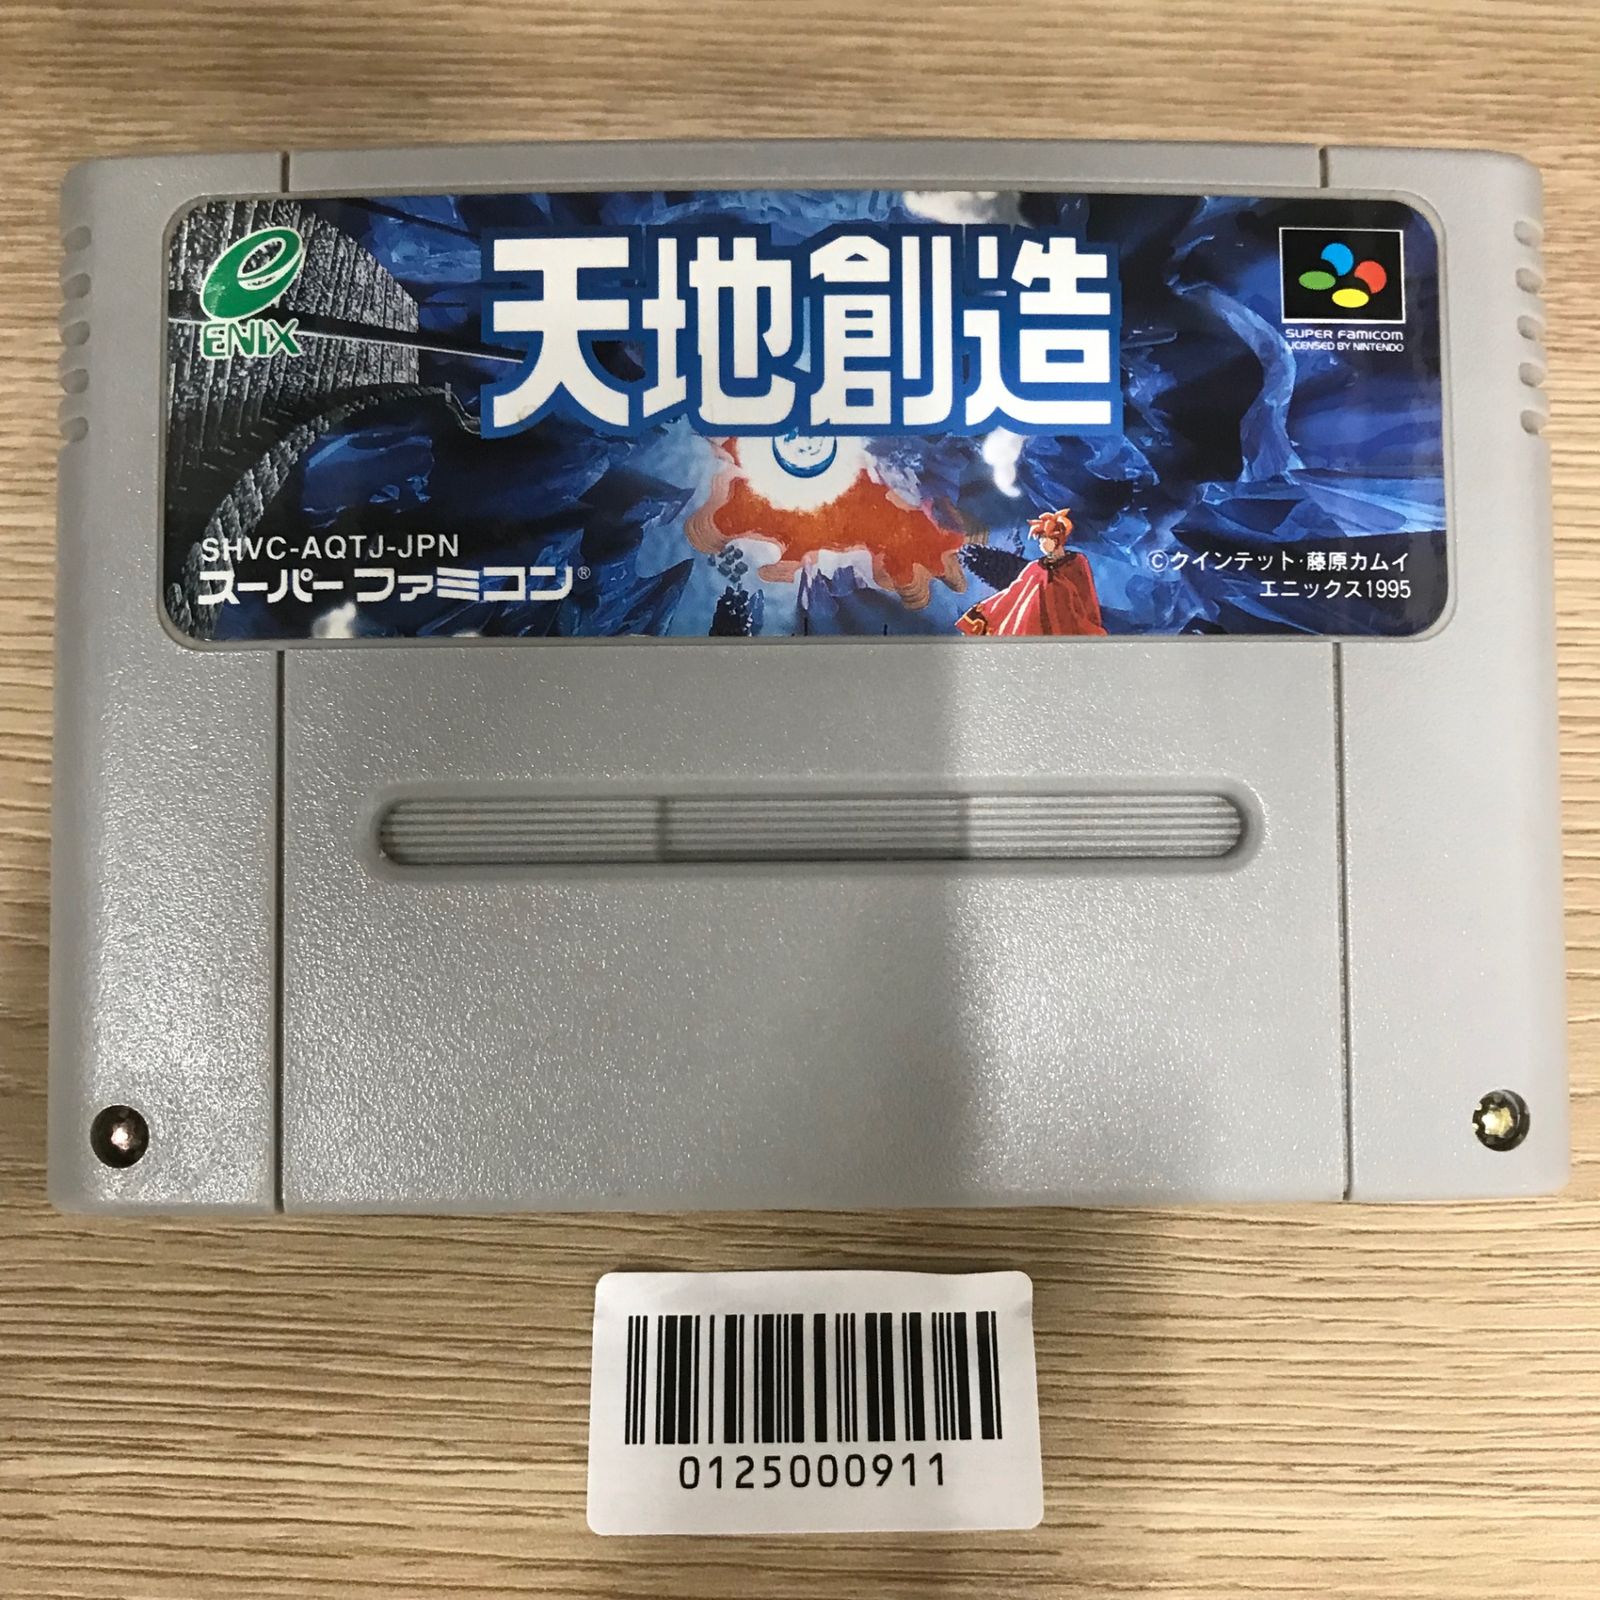 ENIX
天地創造
SUPER FAMICOM
LICENSED BY NINTENDO
SHVC-AQTJ-JPN
スーパーファミコン®
©クインテット・藤原カムイ
エニックス1995
0125000911